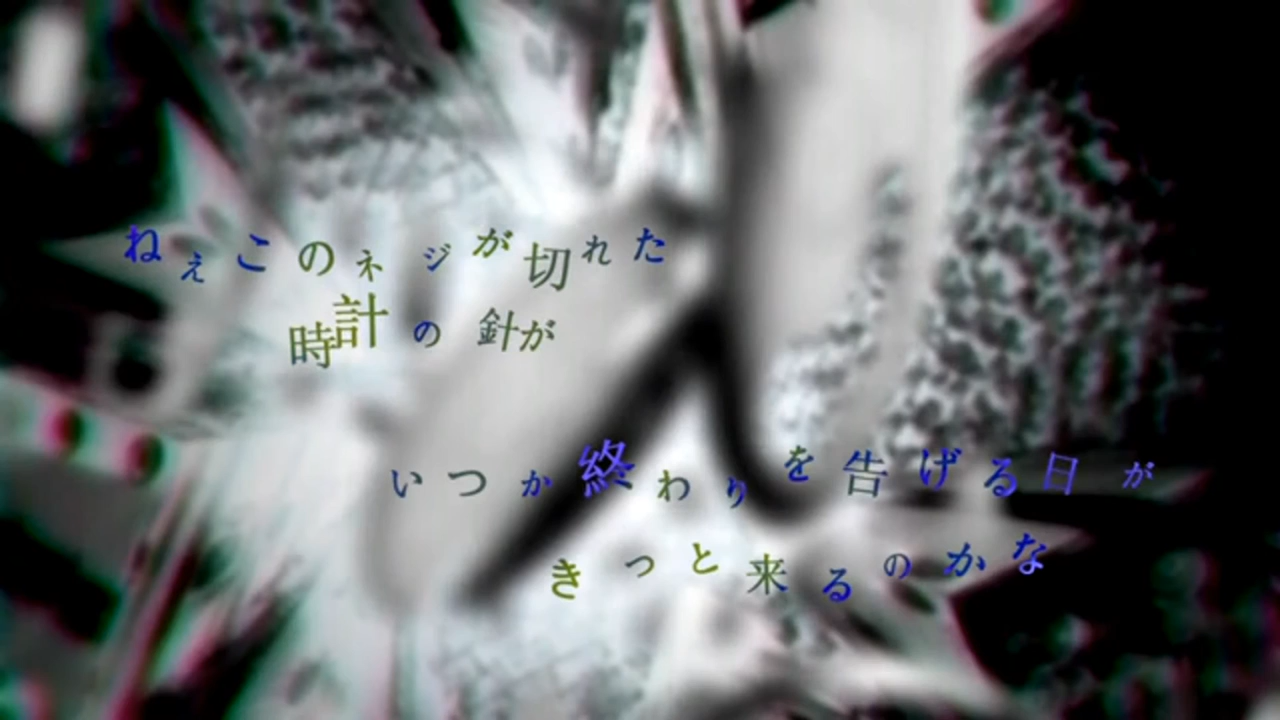 ねぇこのネジが切れた
時計の針が
いつか終わりを告げる日が
きっと来るのかな